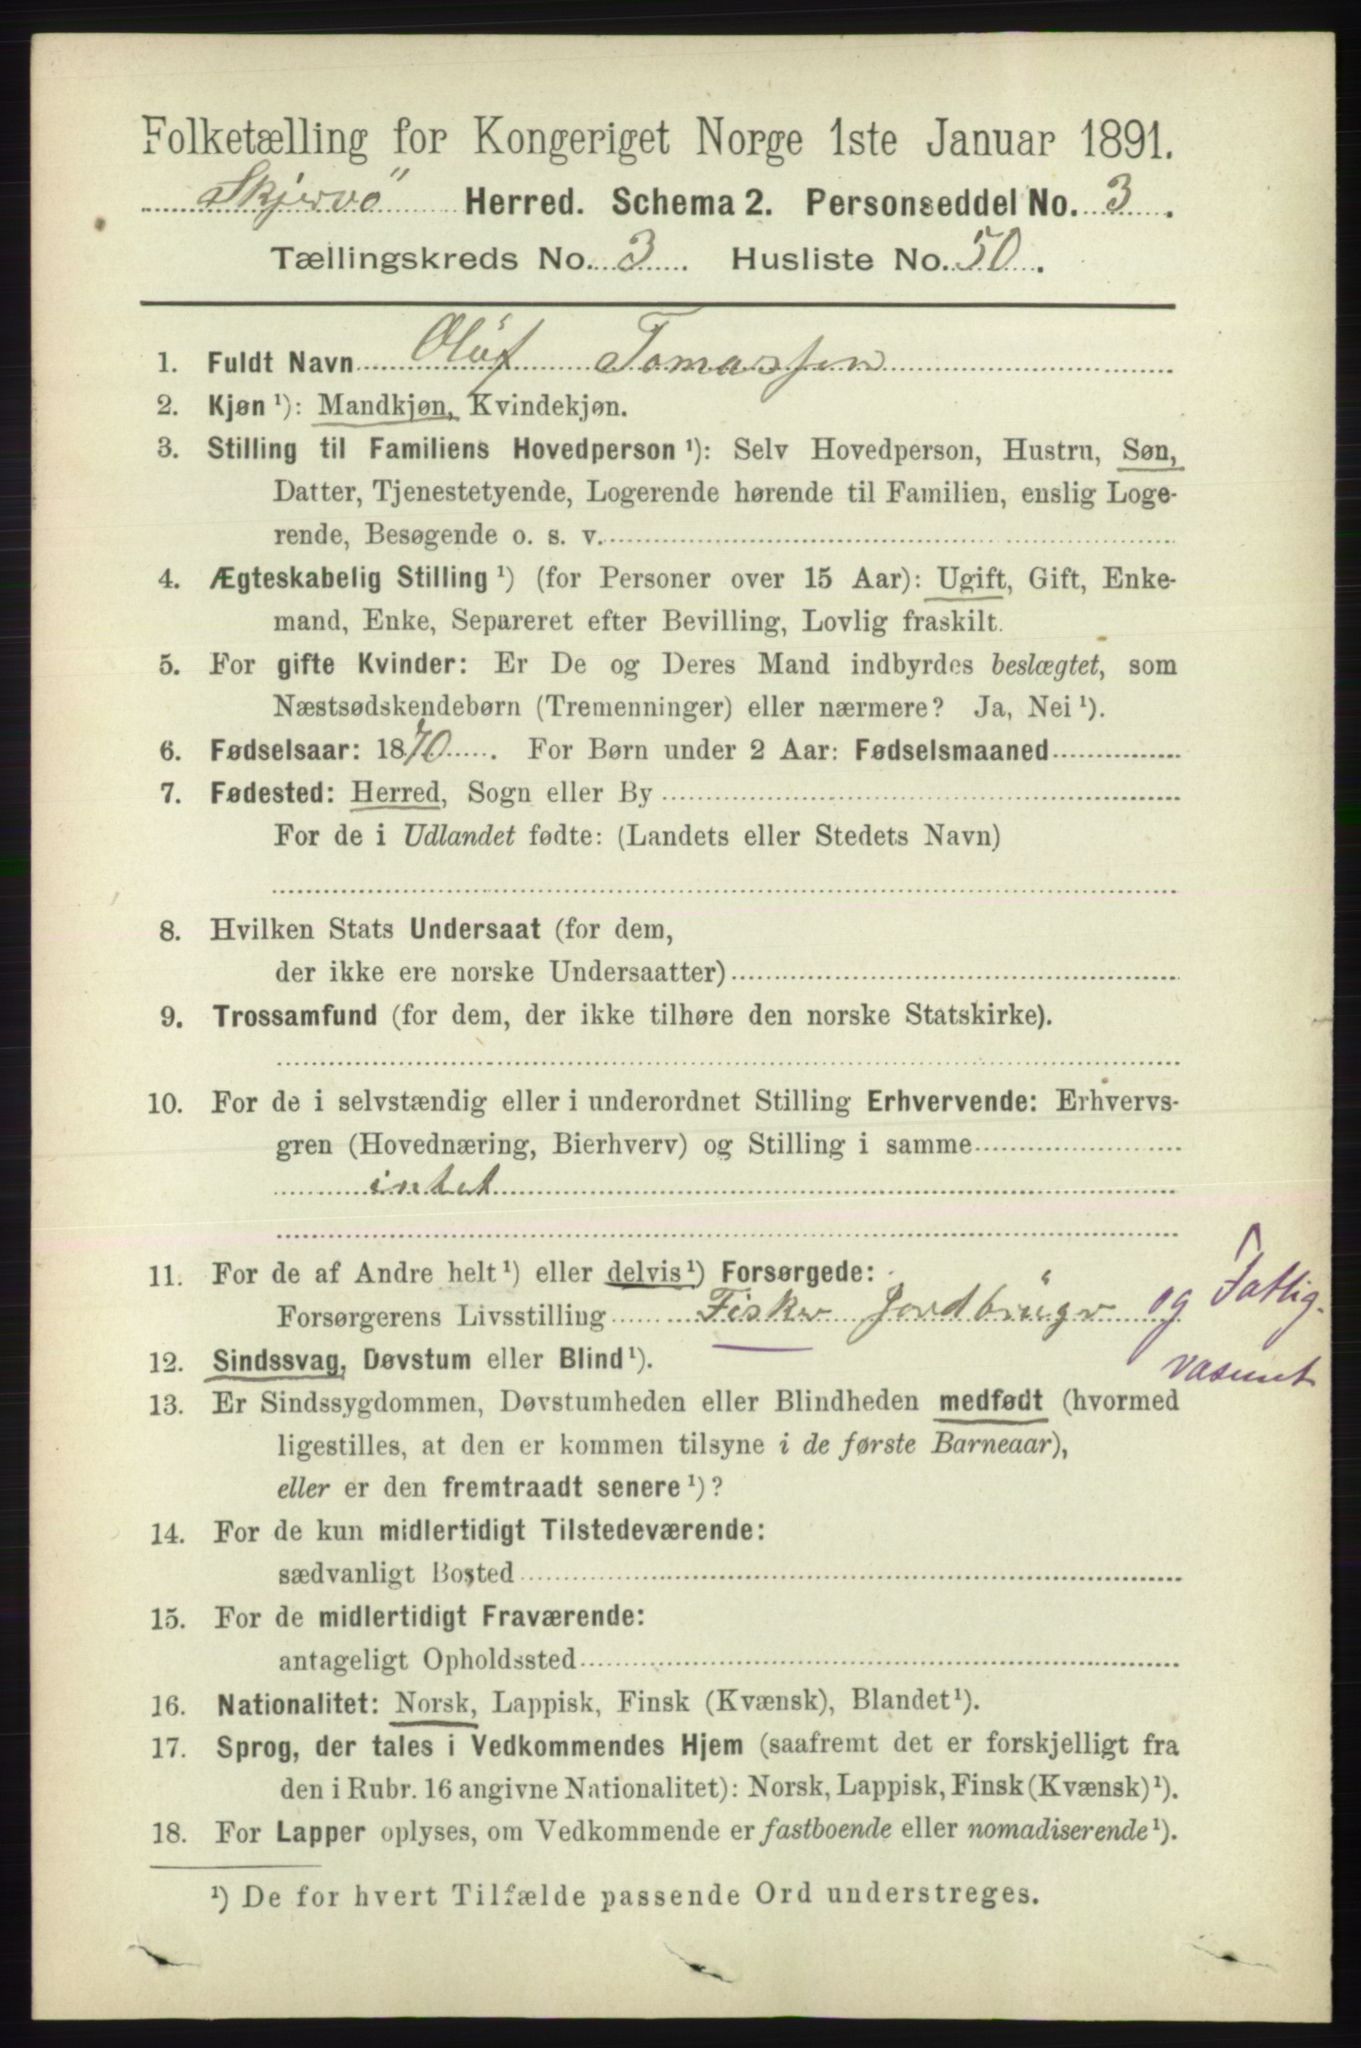 Folketælling for Kongeriget Norge 1ste Januar 1891.
Skjervö Herred. Schema 2. Personseddel No. 3.
Tællingskreds No. 3. Husliste No. 50.
1. Fuldt Navn Oluf Tomassen
2. Kjøn ¹): Mandkjøn, Kvindekjøn.
3. Stilling til Familiens Hovedperson ¹): Selv Hovedperson, Hustru, Søn,
Datter, Tjenestetyende, Logerende hørende til Familien, enslig Loge-
rende, Besøgende o. s. v.
4. Ægteskabelig Stilling ¹) (for Personer over 15 Aar): Ugift, Gift, Enke-
mand, Enke, Separeret efter Bevilling, Lovlig fraskilt.
5. For gifte Kvinder: Er De og Deres Mand indbyrdes beslægtet, som
Næstsødskendebørn (Tremenninger) eller nærmere? Ja, Nei ¹).
6. Fødselsaar: 1870. For Børn under 2 Aar: Fødselsmaaned
7. Fødested: Herred, Sogn eller By
For de i Udlandet fødte: (Landets eller Stedets Navn)
8. Hvilken Stats Undersaat (for dem,
der ikke ere norske Undersaatter)
9. Trossamfund (for dem, der ikke tilhøre den norske Statskirke).
10. For de i selvstændig eller i underordnet Stilling Erhvervende: Erhvervs-
gren (Hovednæring, Bierhverv) og Stilling i samme
intet
11. For de af Andre helt ¹) eller delvis ¹) Forsørgede:
Forsørgerens Livsstilling Fisker Jordbruger og Fattig-
væsenet
12. Sindssvag, Døvstum eller Blind ¹).
13. Er Sindssygdommen, Døvstumheden eller Blindheden medfødt (hvormed
ligestilles, at den er kommen tilsyne i de første Barneaar),
eller er den fremtraadt senere ¹)?
14. For de kun midlertidigt Tilstedeværende:
sædvanligt Bosted
15. For de midlertidigt Fraværende:
antageligt Opholdssted
16. Nationalitet: Norsk, Lappisk, Finsk (Kvænsk), Blandet ¹).
17. Sprog, der tales i Vedkommendes Hjem (saafremt det er forskjelligt fra
den i Rubr. 16 angivne Nationalitet): Norsk, Lappisk, Finsk (Kvænsk) ¹).
18. For Lapper oplyses, om Vedkommende er fastboende eller nomadiserende ¹).
¹) De for hvert Tilfælde passende Ord understreges.